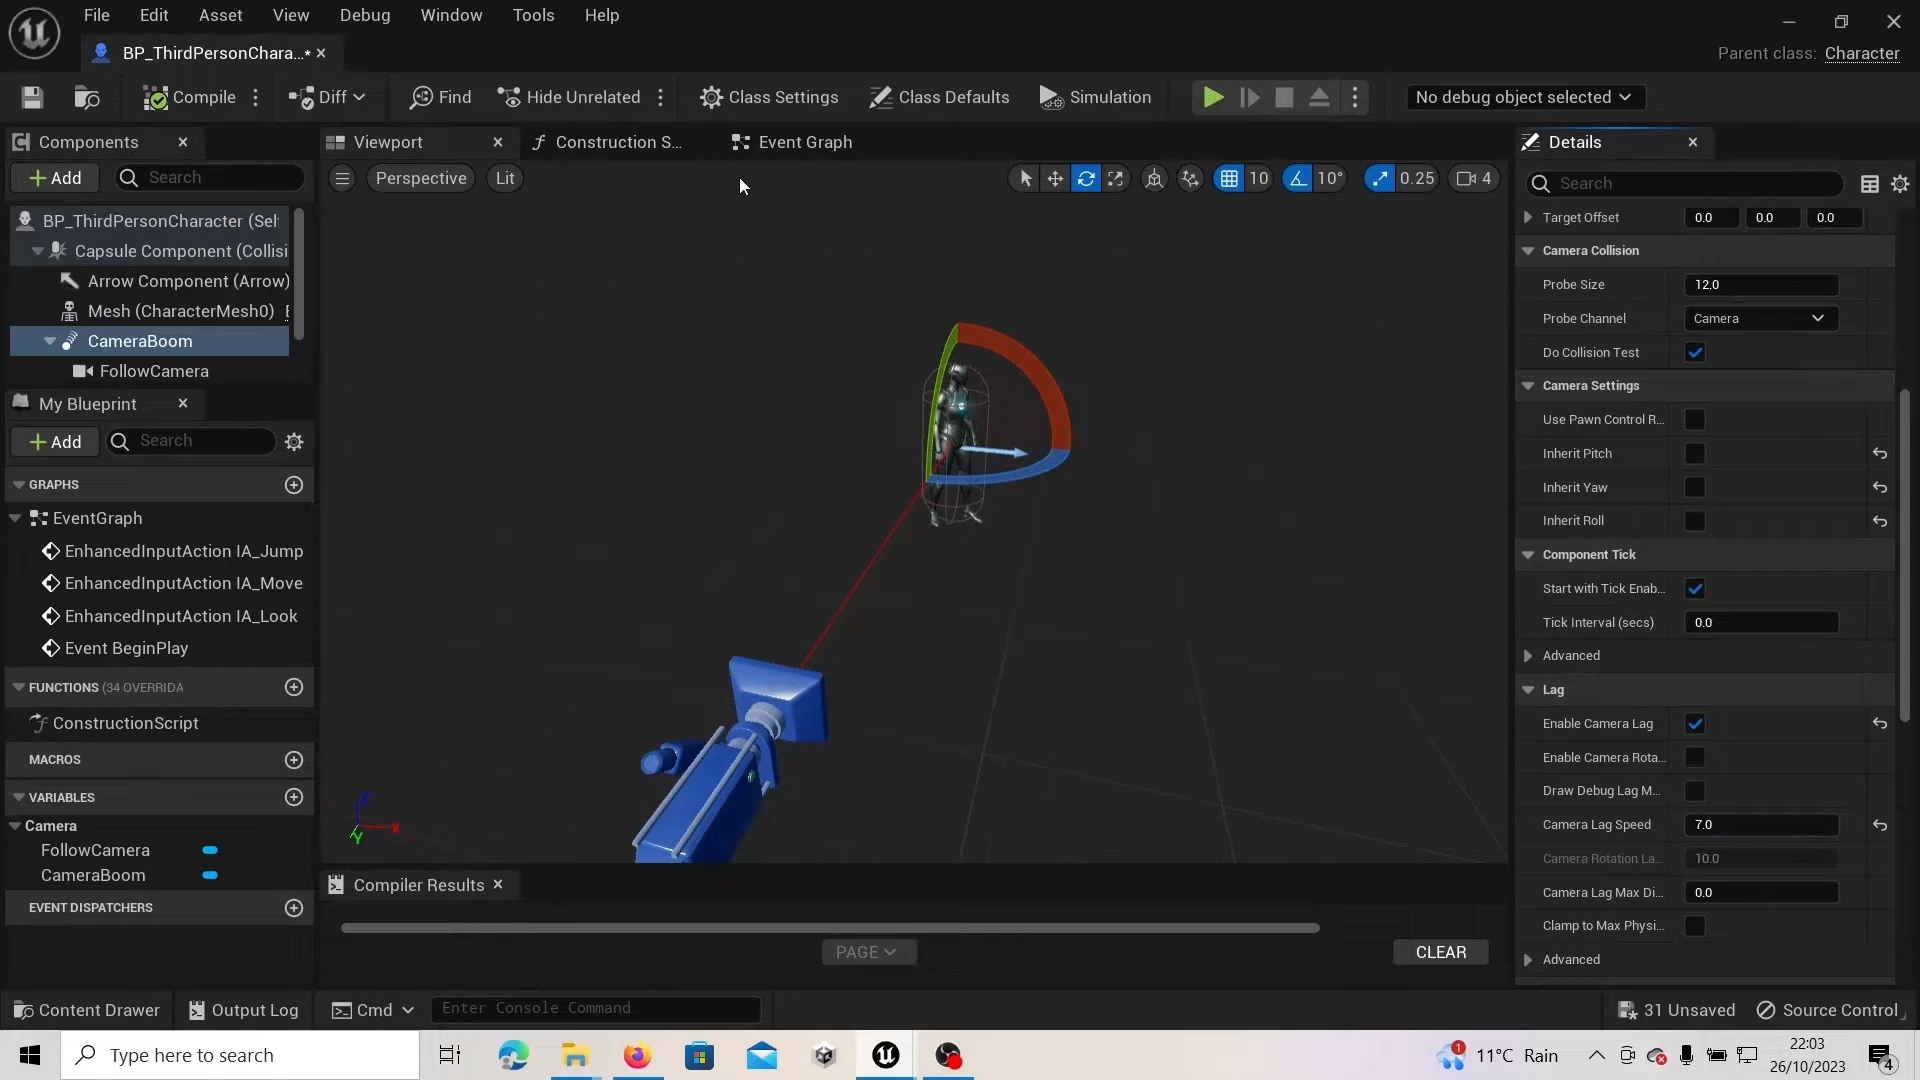 File Edit Asset View Debug Window Tools Help
BP_ThirdPersonChara...*
Parent class: Character
Compile Diff Find Hide Unrelated Class Settings Class Defaults Simulation No debug object selected
Components Viewport Construction S... Event Graph Details
Add Search Perspective Lit 10 10° 0.25 4 Search
BP_ThirdPersonCharacter (Sel
Capsule Component (Collisi
Arrow Component (Arrow)
Mesh (CharacterMesh0)
CameraBoom
FollowCamera
My Blueprint
Add Search
GRAPHS
EventGraph
EnhancedInputAction IA_Jump
EnhancedInputAction IA_Move
EnhancedInputAction IA_Look
Event BeginPlay
FUNCTIONS (34 OVERRIDA
ConstructionScript
MACROS
VARIABLES
Camera
FollowCamera
CameraBoom
EVENT DISPATCHERS
Z
X
Y
Compiler Results
PAGE CLEAR
Target Offset 0.0 0.0 0.0
Camera Collision
Probe Size 12.0
Probe Channel Camera
Do Collision Test
Camera Settings
Use Pawn Control R...
Inherit Pitch
Inherit Yaw
Inherit Roll
Component Tick
Start with Tick Enab...
Tick Interval (secs) 0.0
Advanced
Lag
Enable Camera Lag
Enable Camera Rota...
Draw Debug Lag M...
Camera Lag Speed 7.0
Camera Rotation La... 10.0
Camera Lag Max Di... 0.0
Clamp to Max Physi...
Advanced
Content Drawer Output Log Cmd Enter Console Command 31 Unsaved Source Control
Type here to search 1 11°C Rain 22:03
26/10/2023 4